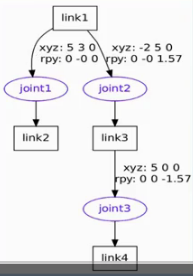 link1
xyz: 5 3 0 xyz: -2 5 0
rpy: 0 -0 0 rpy: 0 -0 1.57
joint1 joint2
link2 link3
xyz: 5 0 0
rpy: 0 0 -1.57
joint3
link4